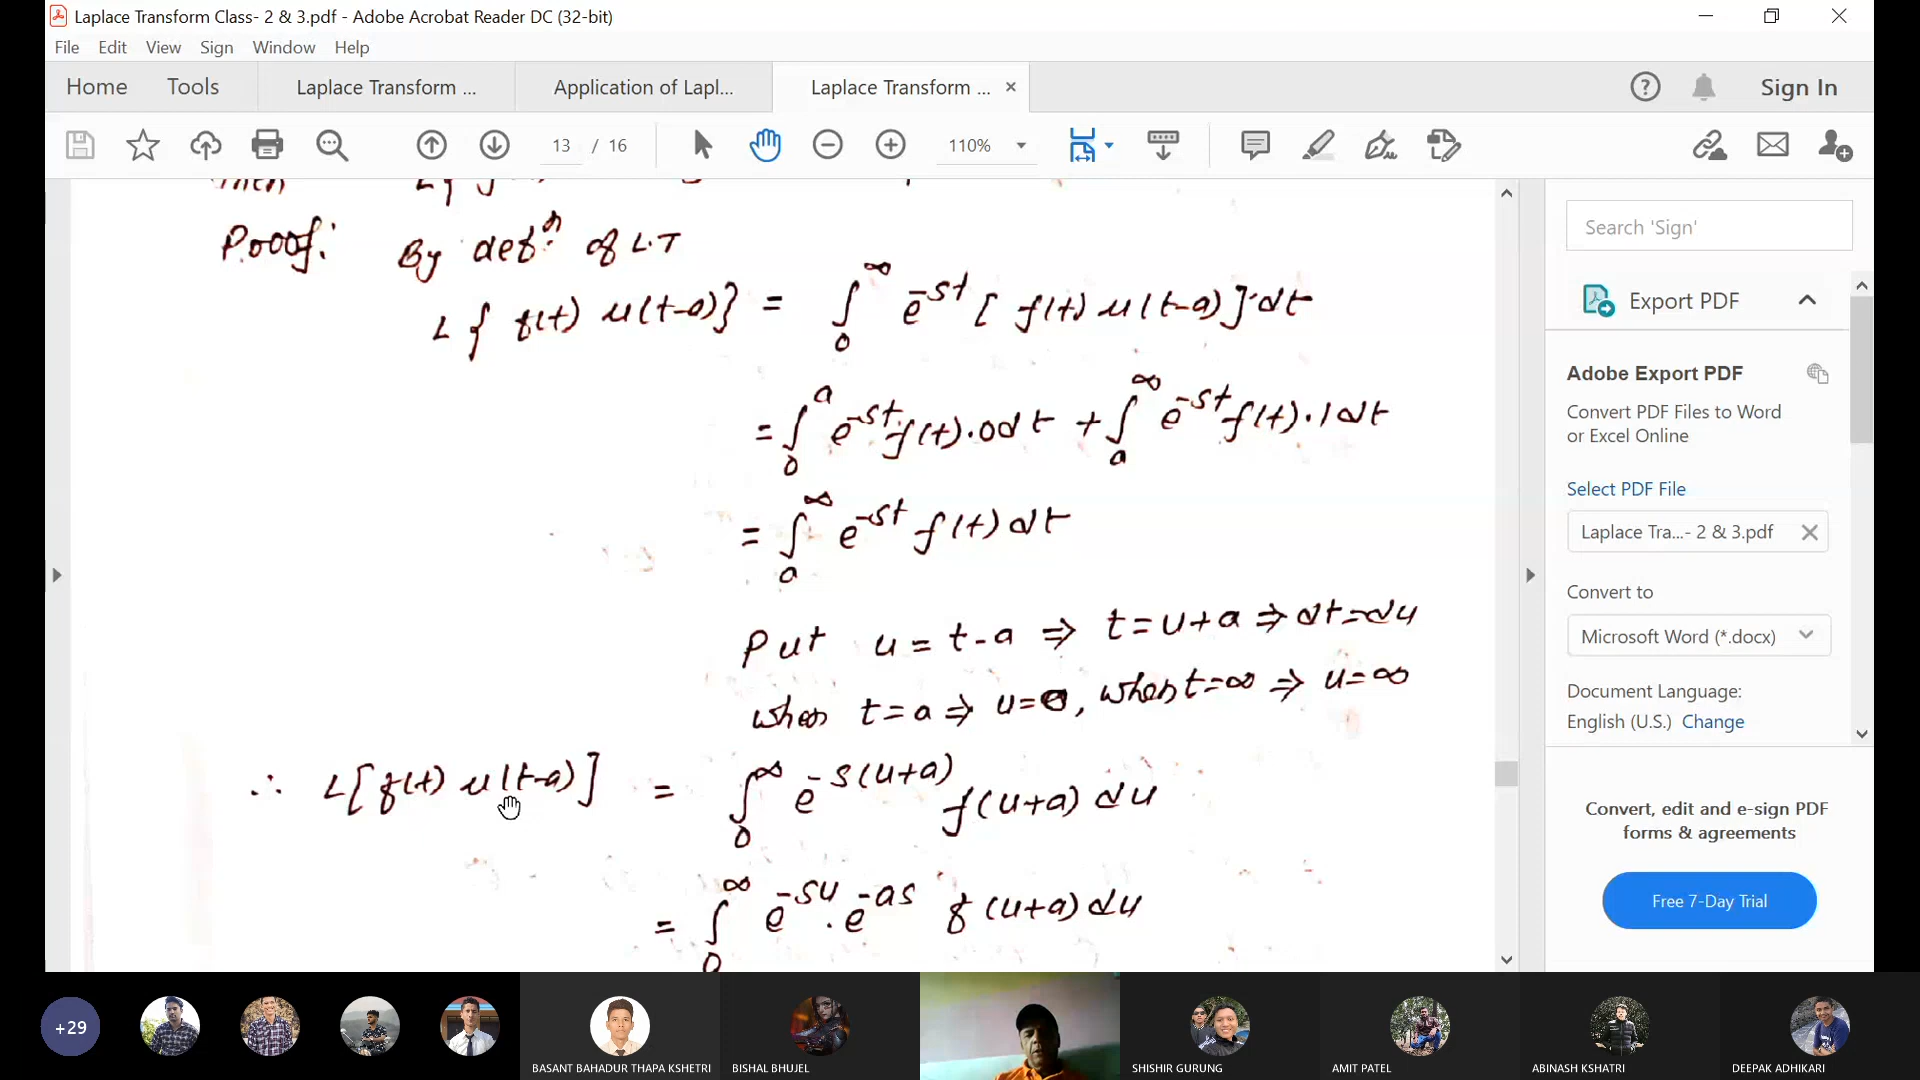 Laplace Transform Class- 2 & 3.pdf - Adobe Acrobat Reader DC (32-bit)
File Edit View Sign Window Help
Home Tools Laplace Transform ... Application of Lapl... Laplace Transform ... × Sign In
13 / 16 110%
Proof: By defⁿ. of L.T
L{ f(t) u(t-a)} = ∫₀^∞ e^-st [ f(t) u(t-a)] dt
= ∫₀^a e^-st f(t).0dt + ∫ₐ^∞ e^-st f(t).1dt
= ∫ₐ^∞ e^-st f(t)dt
Put u = t-a ⇒ t=u+a ⇒ dt=du
when t=a ⇒ u=0, when t=∞ ⇒ u=∞
∴ L[f(t) u(t-a)] = ∫₀^∞ e^-s(u+a) f(u+a) du
= ∫₀^∞ e^-su . e^-as f(u+a)du
Search 'Sign'
Export PDF
Adobe Export PDF
Convert PDF Files to Word
or Excel Online
Select PDF File
Laplace Tra...- 2 & 3.pdf
Convert to
Microsoft Word (*.docx)
Document Language:
English (U.S.) Change
Convert, edit and e-sign PDF
forms & agreements
Free 7-Day Trial
+29
BASANT BAHADUR THAPA KSHETRI
BISHAL BHUJEL
SHISHIR GURUNG
AMIT PATEL
ABINASH KSHATRI
DEEPAK ADHIKARI